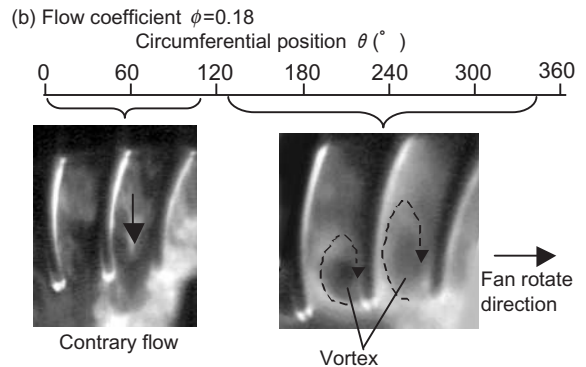 (b) Flow coefficient ϕ=0.18
Circumferential position θ(°)
0 60 120 180 240 300 360
Contrary flow
Vortex
Fan rotate
direction